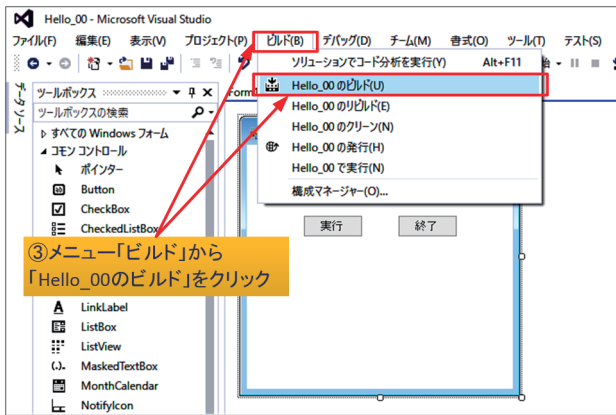 Hello_00 - Microsoft Visual Studio
ファイル(F) 編集(E) 表示(V) プロジェクト(P) ビルド(B) デバッグ(D) チーム(M) 書式(O) ツール(T) テスト(S)
ソリューションでコード分析を実行(Y) Alt+F11
Hello_00 のビルド(U)
Hello_00 のリビルド(E)
Hello_00 のクリーン(N)
Hello_00 の発行(H)
Hello_00 で実行(N)
構成マネージャー(O)...
データ ソース
ツールボックス
ツールボックスの検索
すべての Windows フォーム
コモン コントロール
ポインター
Button
CheckBox
CheckedListBox
③メニュー「ビルド」から
「Hello_00のビルド」をクリック
LinkLabel
ListBox
ListView
MaskedTextBox
MonthCalendar
NotifyIcon
Form1
実行 終了